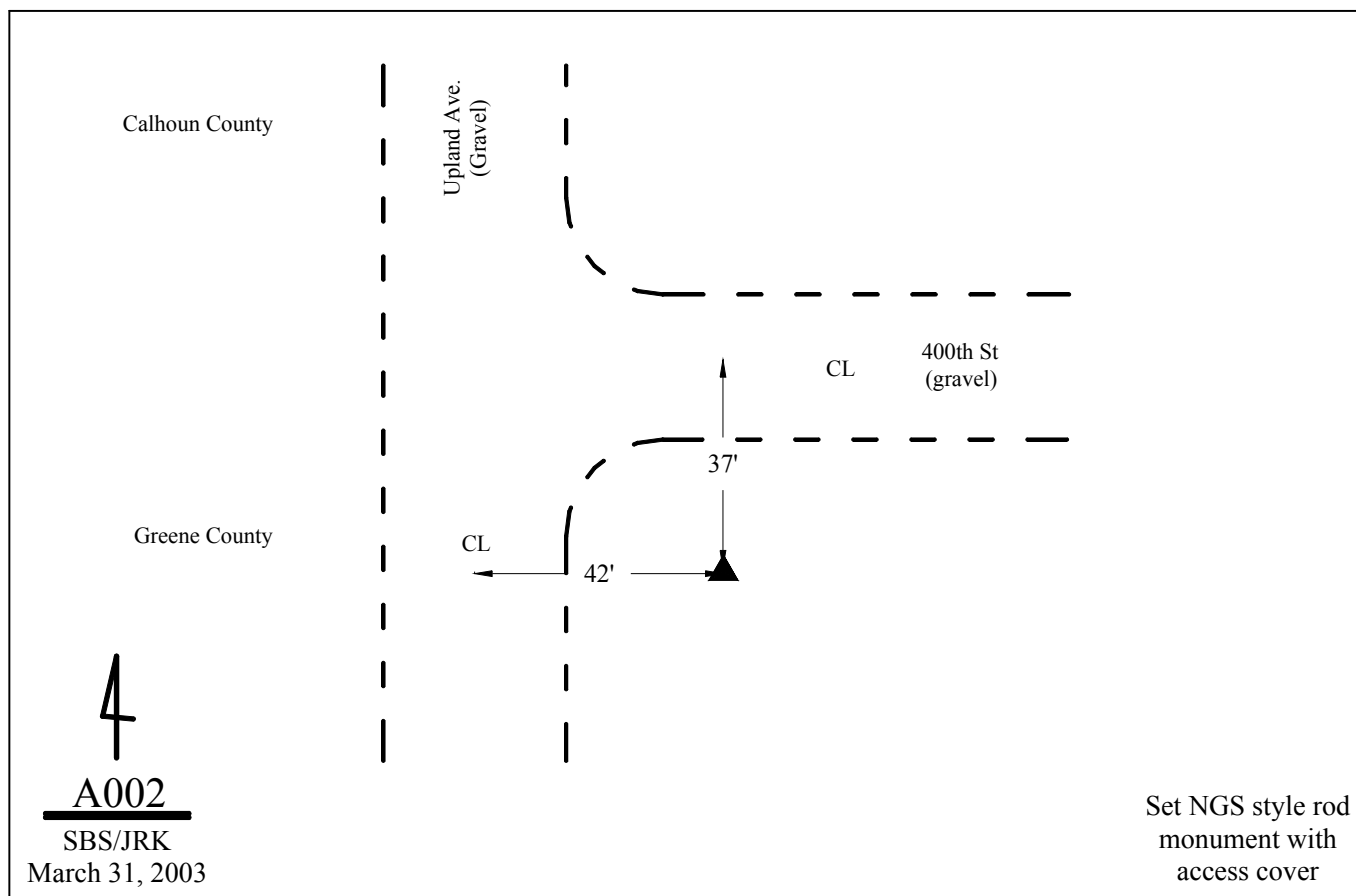 Calhoun County
Upland Ave.
(Gravel)
CL
400th St
(gravel)
37'
Greene County
CL
42'
A002
SBS/JRK
March 31, 2003
Set NGS style rod
monument with
access cover